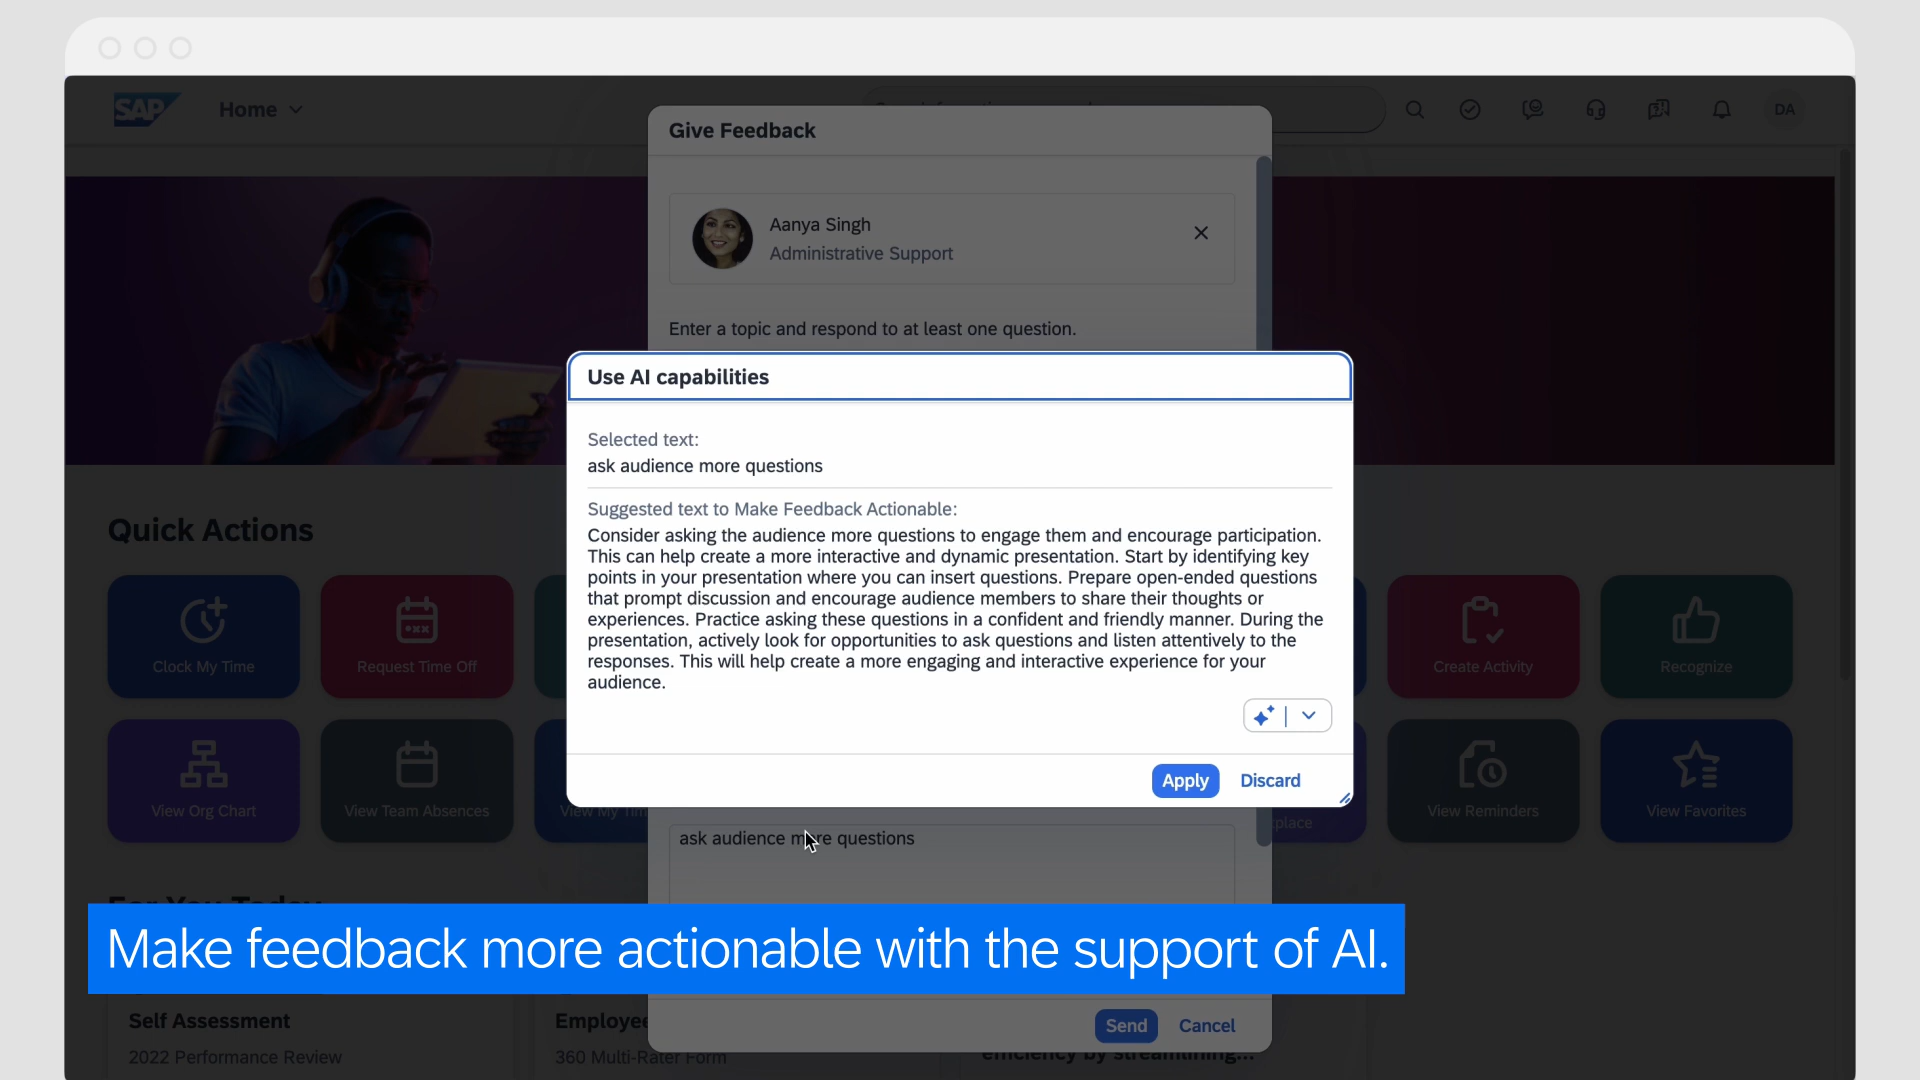 SAP
Home
DA
Give Feedback
Aanya Singh
Administrative Support
Enter a topic and respond to at least one question.
Use AI capabilities
Selected text:
ask audience more questions
Suggested text to Make Feedback Actionable:
Consider asking the audience more questions to engage them and encourage participation.
This can help create a more interactive and dynamic presentation. Start by identifying key
points in your presentation where you can insert questions. Prepare open-ended questions
that prompt discussion and encourage audience members to share their thoughts or
experiences. Practice asking these questions in a confident and friendly manner. During the
presentation, actively look for opportunities to ask questions and listen attentively to the
responses. This will help create a more engaging and interactive experience for your
audience.
Apply
Discard
Quick Actions
Clock My Time
Request Time Off
Create Activity
Recognize
View Org Chart
View Team Absences
View My
View Reminders
View Favorites
ask audience more questions
For You Today
Make feedback more actionable with the support of AI.
Send
Cancel
Self Assessment
2022 Performance Review
360 Multi-Rater Form
efficiency by streamlining...